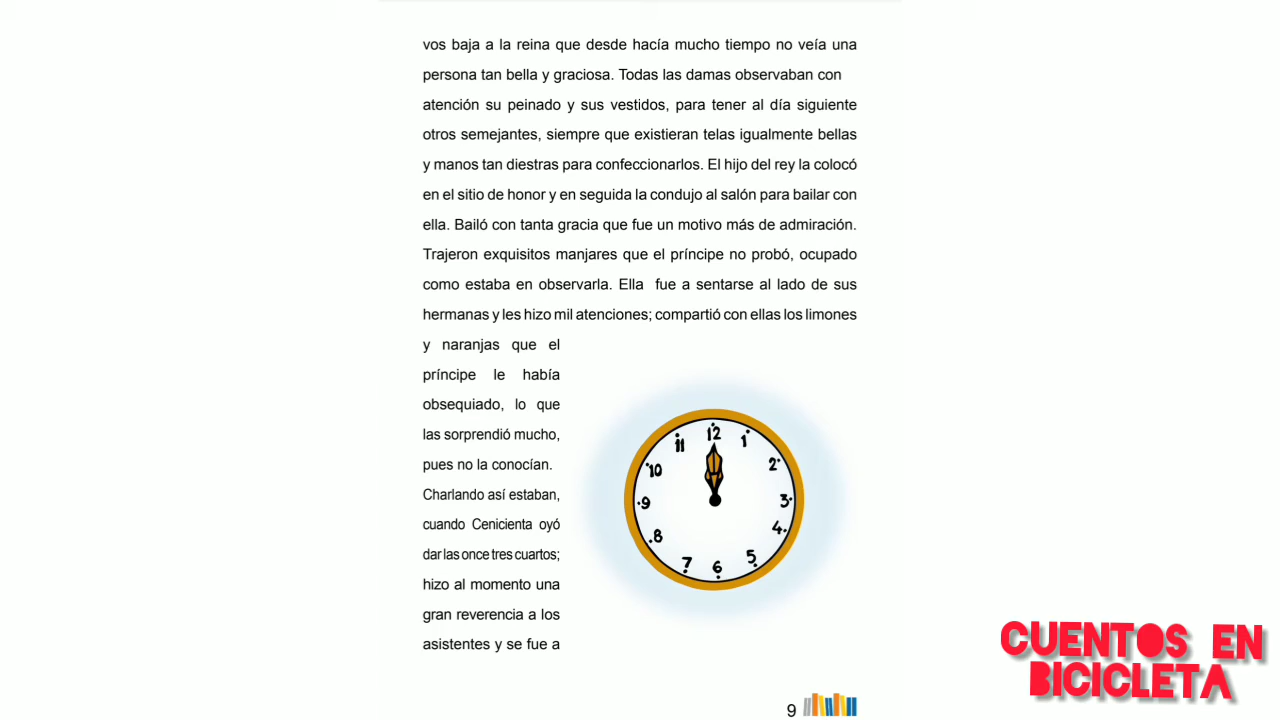 vos baja a la reina que desde hacía mucho tiempo no veía una
persona tan bella y graciosa. Todas las damas observaban con
atención su peinado y sus vestidos, para tener al día siguiente
otros semejantes, siempre que existieran telas igualmente bellas
y manos tan diestras para confeccionarlos. El hijo del rey la colocó
en el sitio de honor y en seguida la condujo al salón para bailar con
ella. Bailó con tanta gracia que fue un motivo más de admiración.
Trajeron exquisitos manjares que el príncipe no probó, ocupado
como estaba en observarla. Ella fue a sentarse al lado de sus
hermanas y les hizo mil atenciones; compartió con ellas los limones
y naranjas que el
príncipe le había
obsequiado, lo que
las sorprendió mucho,
pues no la conocían.
Charlando así estaban,
cuando Cenicienta oyó
dar las once tres cuartos;
hizo al momento una
gran reverencia a los
asistentes y se fue a
12
1
2
3
4
5
6
7
8
9
10
11
9
CUENTOS EN
BICICLETA